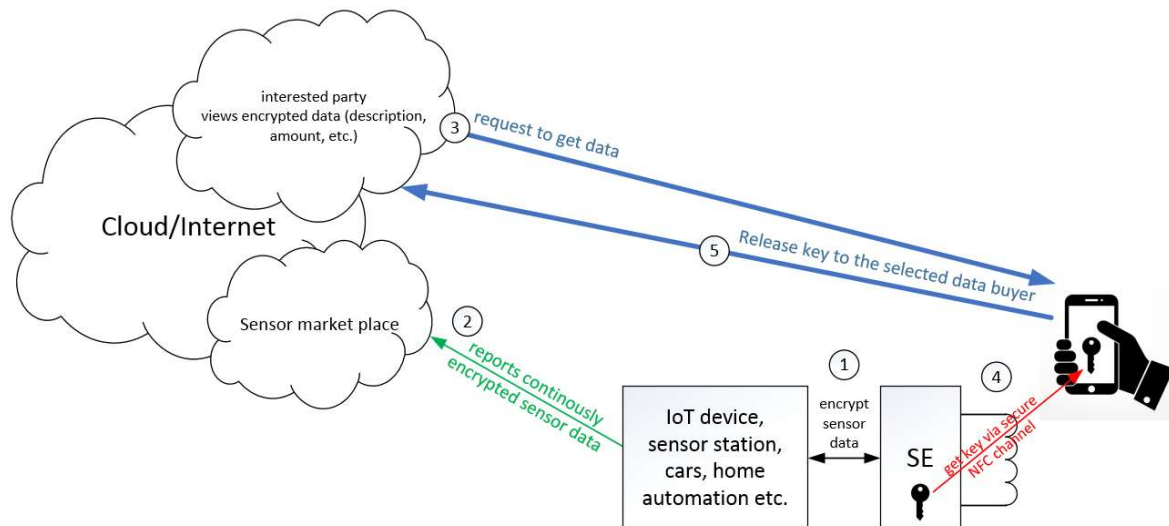 interested party
views encrypted data (description,
amount, etc.)
3
request to get data
Cloud/Internet
5
Release key to the selected data buyer
Sensor market place
2
reports continously
encrypted sensor data
1
encrypt
sensor
data
4
IoT device,
sensor station,
cars, home
automation etc.
SE
get key via secure
NFC channel